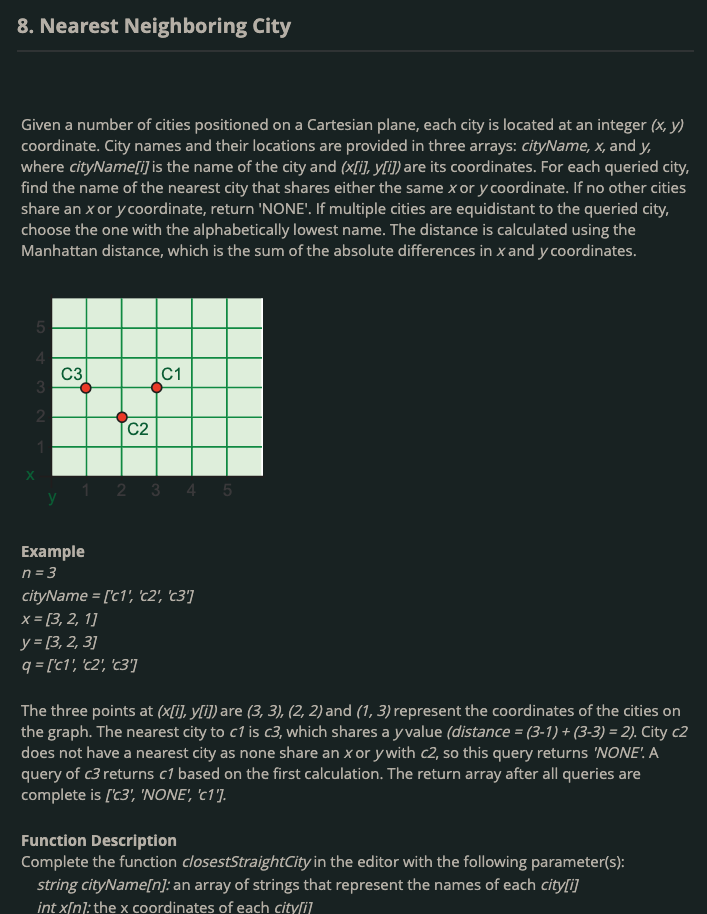 8. Nearest Neighboring City
Given a number of cities positioned on a Cartesian plane, each city is located at an integer (x, y)
coordinate. City names and their locations are provided in three arrays: cityName, x, and y,
where cityName[i] is the name of the city and (x[i], y[i]) are its coordinates. For each queried city,
find the name of the nearest city that shares either the same x or y coordinate. If no other cities
share an x or y coordinate, return 'NONE'. If multiple cities are equidistant to the queried city,
choose the one with the alphabetically lowest name. The distance is calculated using the
Manhattan distance, which is the sum of the absolute differences in x and y coordinates.
5
4
C3 C1
3
2
C2
1
x
y 1 2 3 4 5
Example
n = 3
cityName = ['c1', 'c2', 'c3']
x = [3, 2, 1]
y = [3, 2, 3]
q = ['c1', 'c2', 'c3']
The three points at (x[i], y[i]) are (3, 3), (2, 2) and (1, 3) represent the coordinates of the cities on
the graph. The nearest city to c1 is c3, which shares a y value (distance = (3-1) + (3-3) = 2). City c2
does not have a nearest city as none share an x or y with c2, so this query returns 'NONE'. A
query of c3 returns c1 based on the first calculation. The return array after all queries are
complete is ['c3', 'NONE', 'c1'].
Function Description
Complete the function closestStraightCity in the editor with the following parameter(s):
string cityName[n]: an array of strings that represent the names of each city[i]
int x[n]: the x coordinates of each city[i]